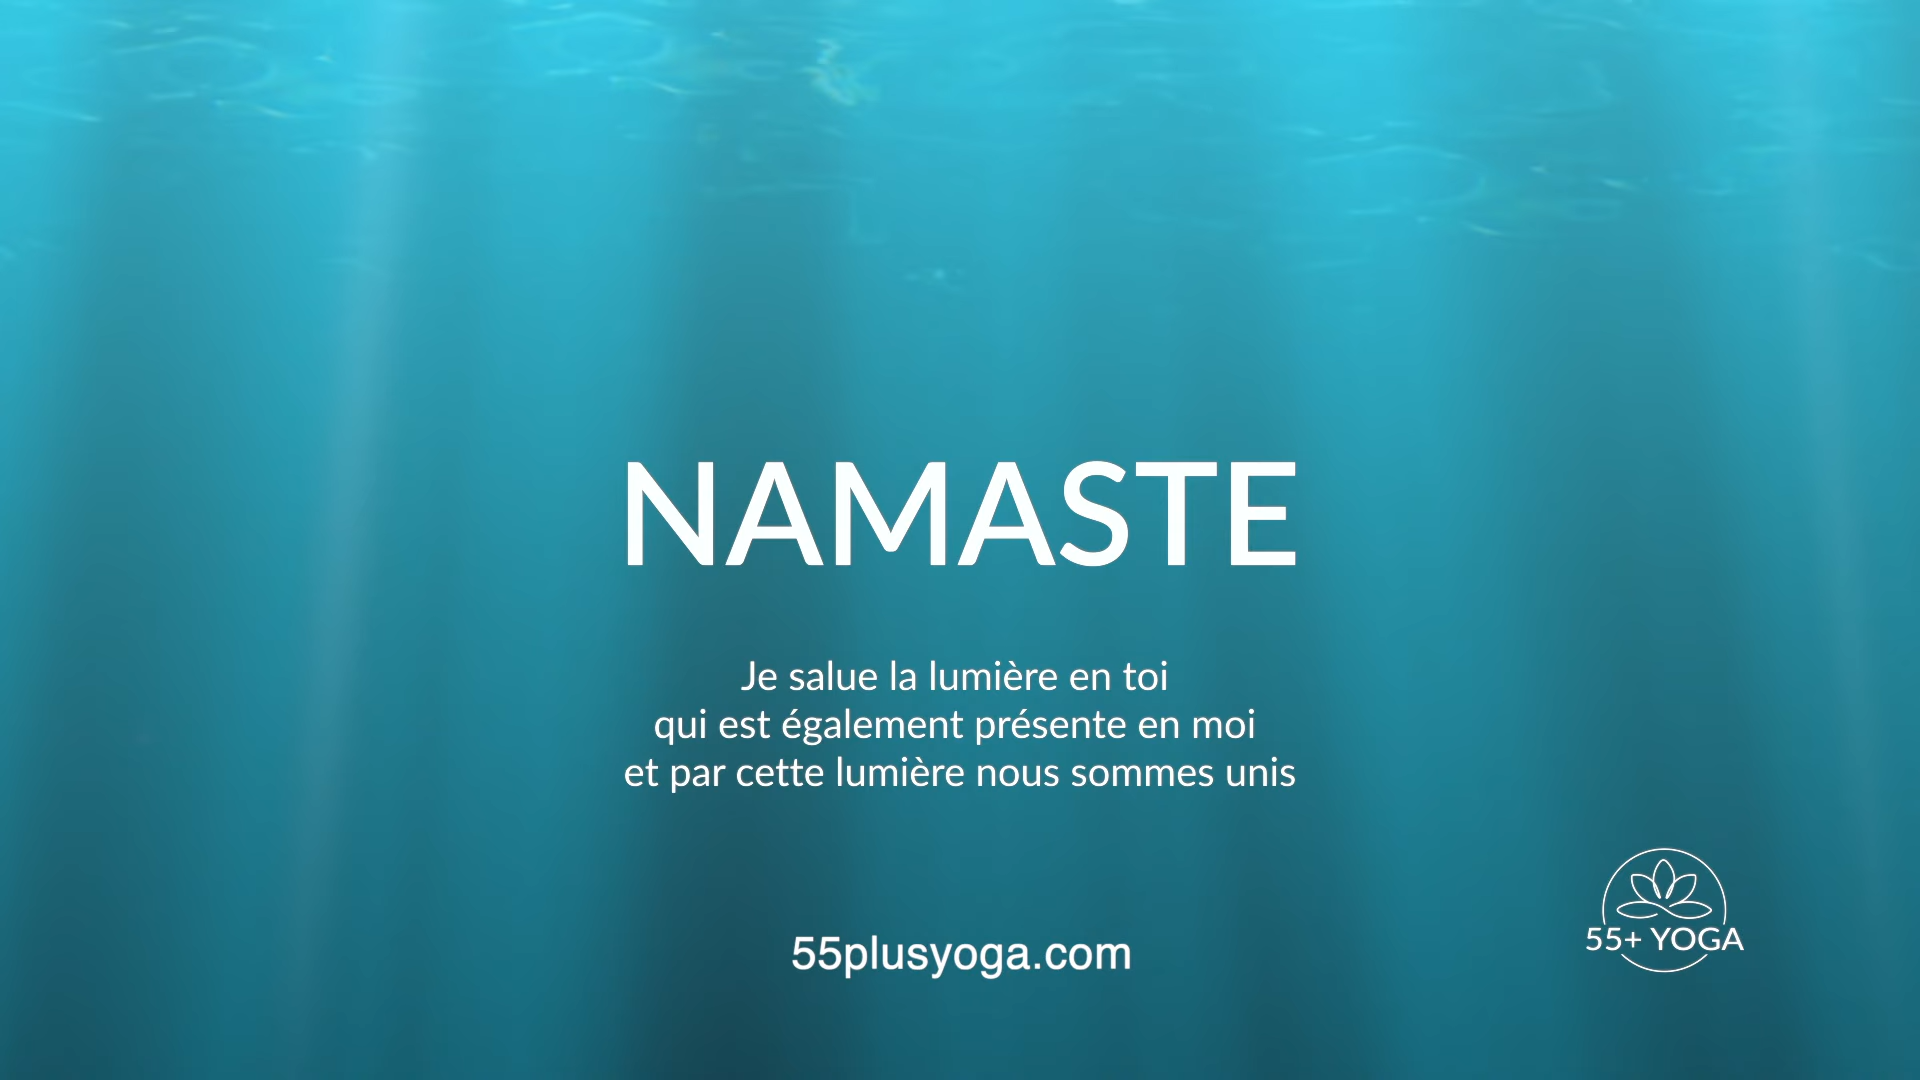 NAMASTE
Je salue la lumière en toi
qui est également présente en moi
et par cette lumière nous sommes unis
55plusyoga.com
55+ YOGA